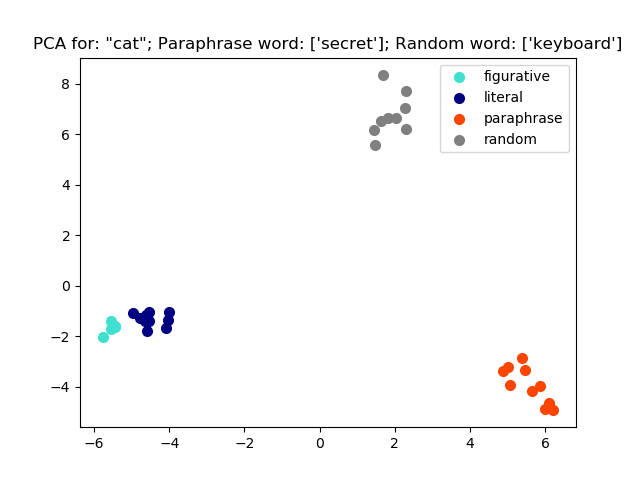 PCA for: "cat"; Paraphrase word: ['secret']; Random word: ['keyboard']
figurative
literal
paraphrase
random
8
6
4
2
0
−2
−4
−6 −4 −2 0 2 4 6